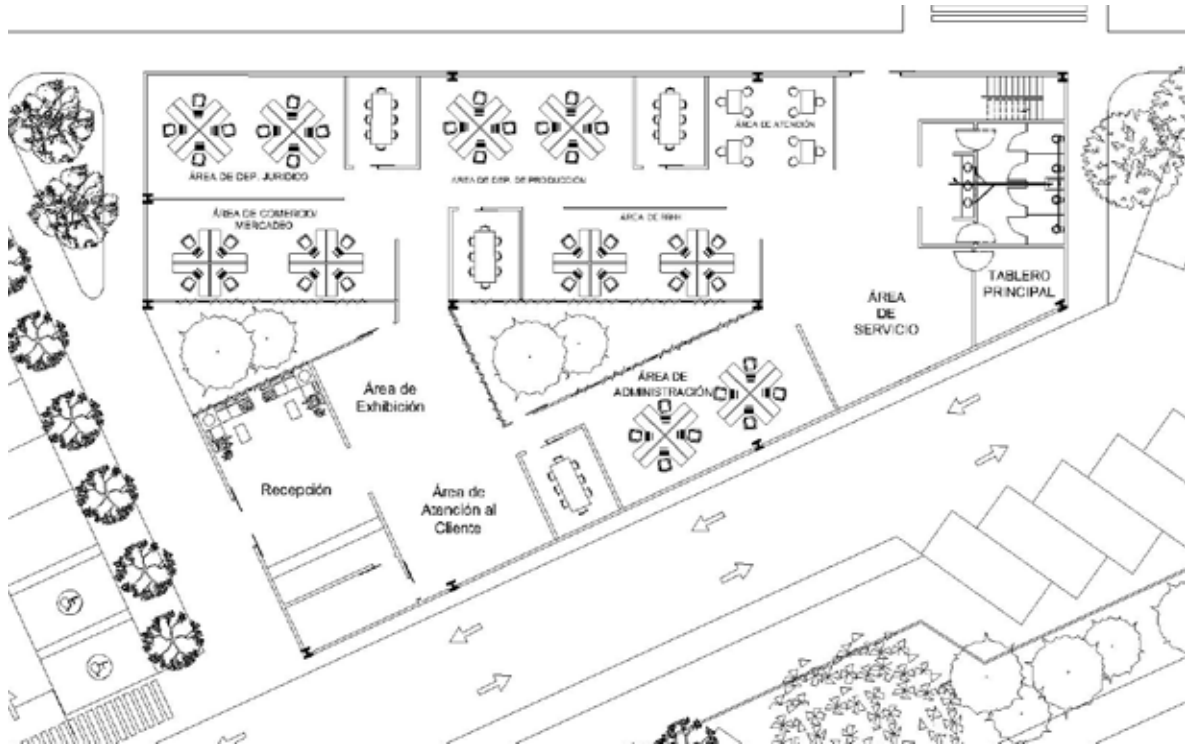 ÁREA DE ATENCIÓN
ÁREA DE DEP. JURIDICO
ÁREA DE DEP. DE PRODUCCIÓN
ÁREA DE COMERCIO/
MERCADEO
ÁREA DE RRHH
TABLERO
PRINCIPAL
ÁREA
DE
SERVICIO
Área de
Exhibición
ÁREA DE
ADMINISTRACIÓN
Recepción
Área de
Atención al
Cliente